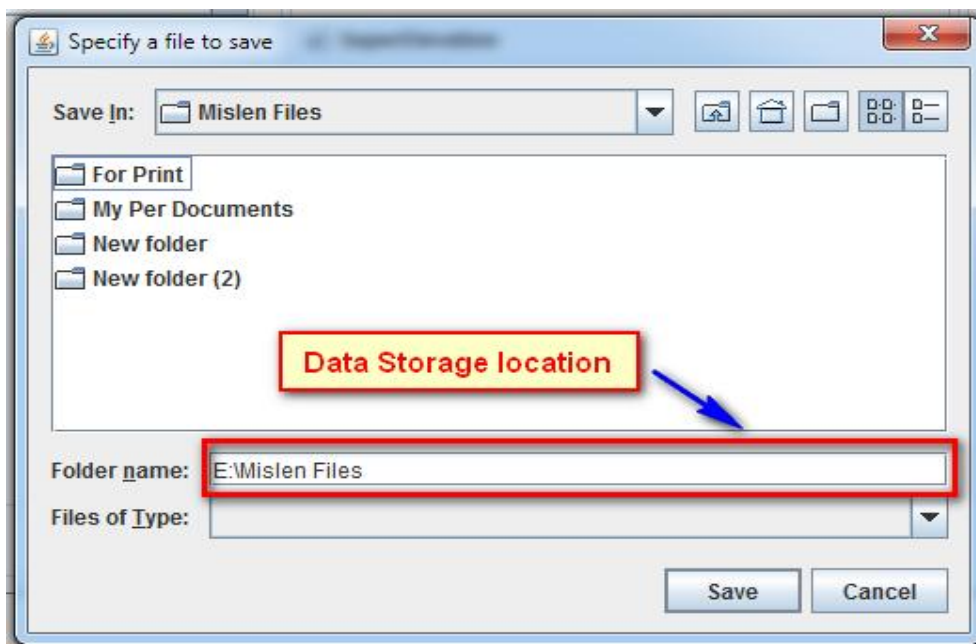 Specify a file to save
Save In: Mislen Files
For Print
My Per Documents
New folder
New folder (2)
Data Storage location
Folder name: E:\Mislen Files
Files of Type:
Save Cancel